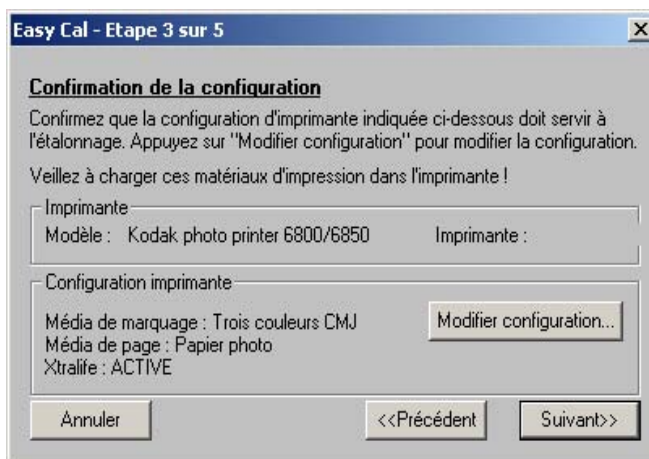 Easy Cal - Etape 3 sur 5
Confirmation de la configuration
Confirmez que la configuration d'imprimante indiquée ci-dessous doit servir à
l'étalonnage. Appuyez sur "Modifier configuration" pour modifier la configuration.
Veillez à charger ces matériaux d'impression dans l'imprimante !
Imprimante
Modèle : Kodak photo printer 6800/6850 Imprimante :
Configuration imprimante
Média de marquage : Trois couleurs CMJ
Modifier configuration...
Média de page : Papier photo
Xtralife : ACTIVE
Annuler <<Précédent Suivant>>